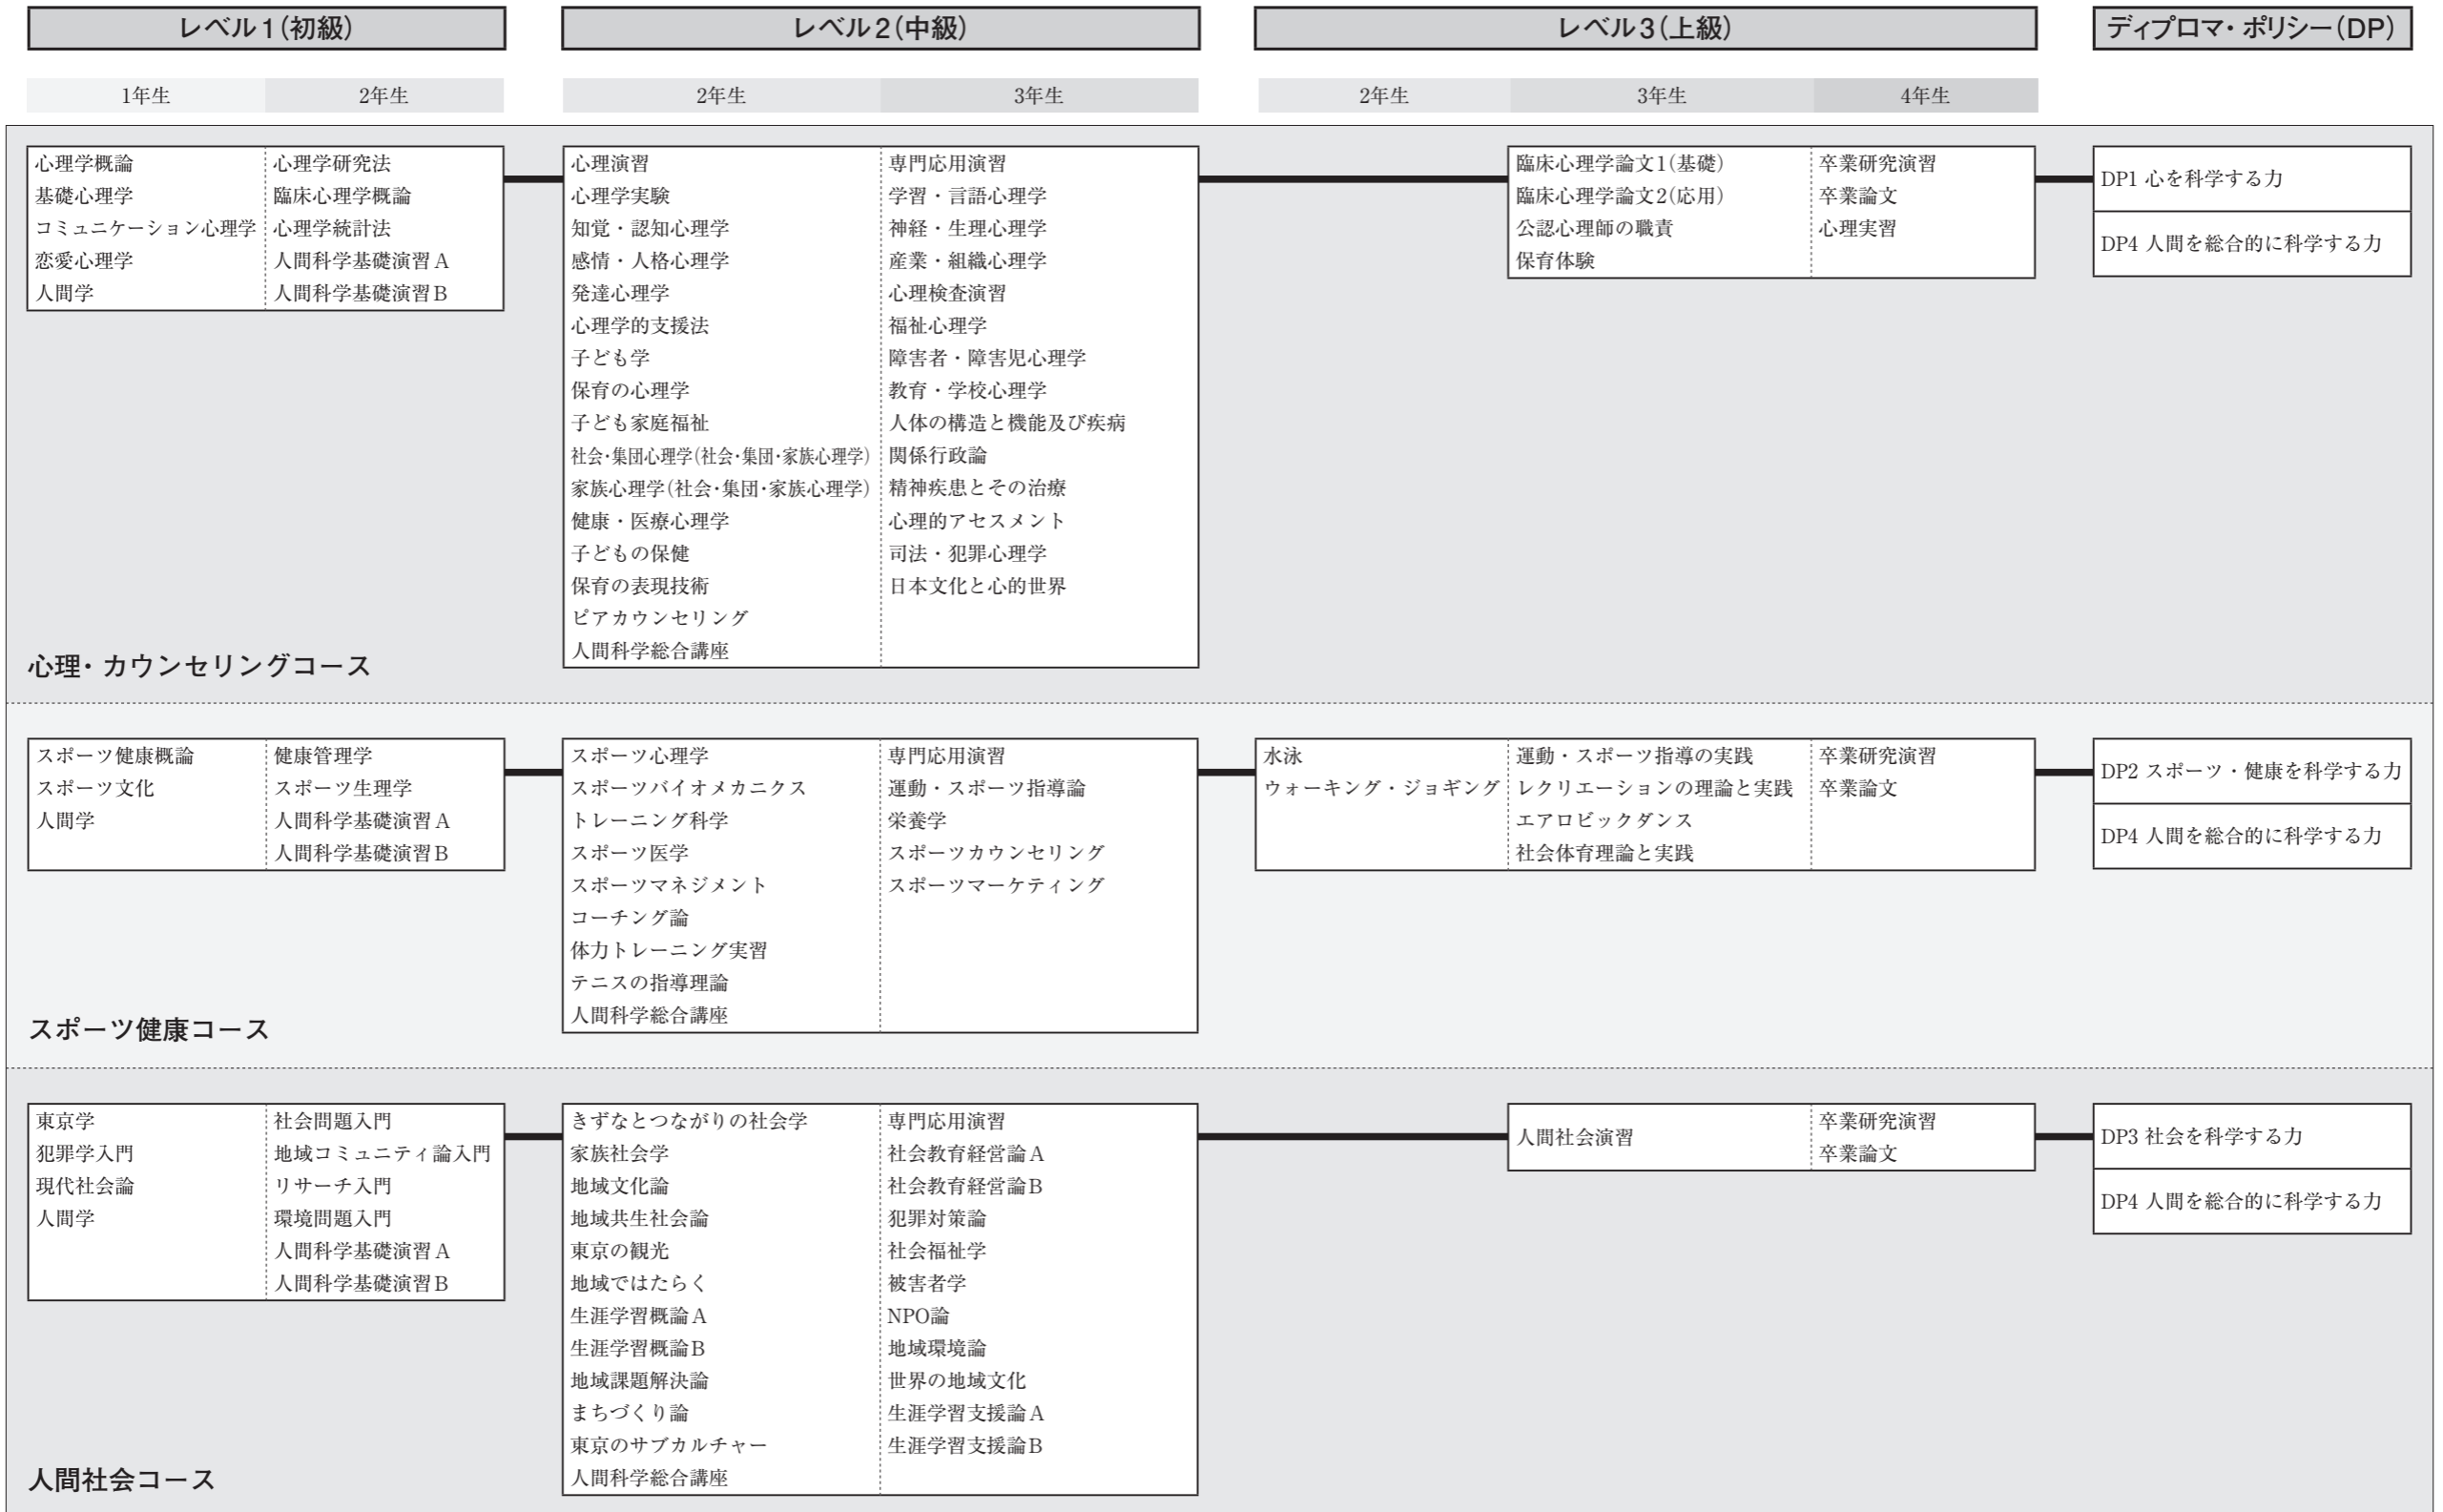 レベル1(初級)
レベル2(中級)
レベル3(上級)
ディプロマ・ポリシー(DP)
1年生
2年生
2年生
3年生
2年生
3年生
4年生
心理学概論
基礎心理学
コミュニケーション心理学
恋愛心理学
人間学
心理学研究法
臨床心理学概論
心理学統計法
人間科学基礎演習A
人間科学基礎演習B
心理演習
心理学実験
知覚・認知心理学
感情・人格心理学
発達心理学
心理学的支援法
子ども学
保育の心理学
子ども家庭福祉
社会・集団心理学(社会・集団・家族心理学)
家族心理学(社会・集団・家族心理学)
健康・医療心理学
子どもの保健
保育の表現技術
ピアカウンセリング
人間科学総合講座
専門応用演習
学習・言語心理学
神経・生理心理学
産業・組織心理学
心理検査演習
福祉心理学
障害者・障害児心理学
教育・学校心理学
人体の構造と機能及び疾病
関係行政論
精神疾患とその治療
心理的アセスメント
司法・犯罪心理学
日本文化と心的世界
臨床心理学論文1(基礎)
臨床心理学論文2(応用)
公認心理師の職責
保育体験
卒業研究演習
卒業論文
心理実習
DP1 心を科学する力
DP4 人間を総合的に科学する力
心理・カウンセリングコース
スポーツ健康概論
スポーツ文化
人間学
健康管理学
スポーツ生理学
人間科学基礎演習A
人間科学基礎演習B
スポーツ心理学
スポーツバイオメカニクス
トレーニング科学
スポーツ医学
スポーツマネジメント
コーチング論
体力トレーニング実習
テニスの指導理論
人間科学総合講座
専門応用演習
運動・スポーツ指導論
栄養学
スポーツカウンセリング
スポーツマーケティング
水泳
ウォーキング・ジョギング
運動・スポーツ指導の実践
レクリエーションの理論と実践
エアロビックダンス
社会体育理論と実践
卒業研究演習
卒業論文
DP2 スポーツ・健康を科学する力
DP4 人間を総合的に科学する力
スポーツ健康コース
東京学
犯罪学入門
現代社会論
人間学
社会問題入門
地域コミュニティ論入門
リサーチ入門
環境問題入門
人間科学基礎演習A
人間科学基礎演習B
きずなとつながりの社会学
家族社会学
地域文化論
地域共生社会論
東京の観光
地域ではたらく
生涯学習概論A
生涯学習概論B
地域課題解決論
まちづくり論
東京のサブカルチャー
人間科学総合講座
専門応用演習
社会教育経営論A
社会教育経営論B
犯罪対策論
社会福祉学
被害者学
NPO論
地域環境論
世界の地域文化
生涯学習支援論A
生涯学習支援論B
人間社会演習
卒業研究演習
卒業論文
DP3 社会を科学する力
DP4 人間を総合的に科学する力
人間社会コース